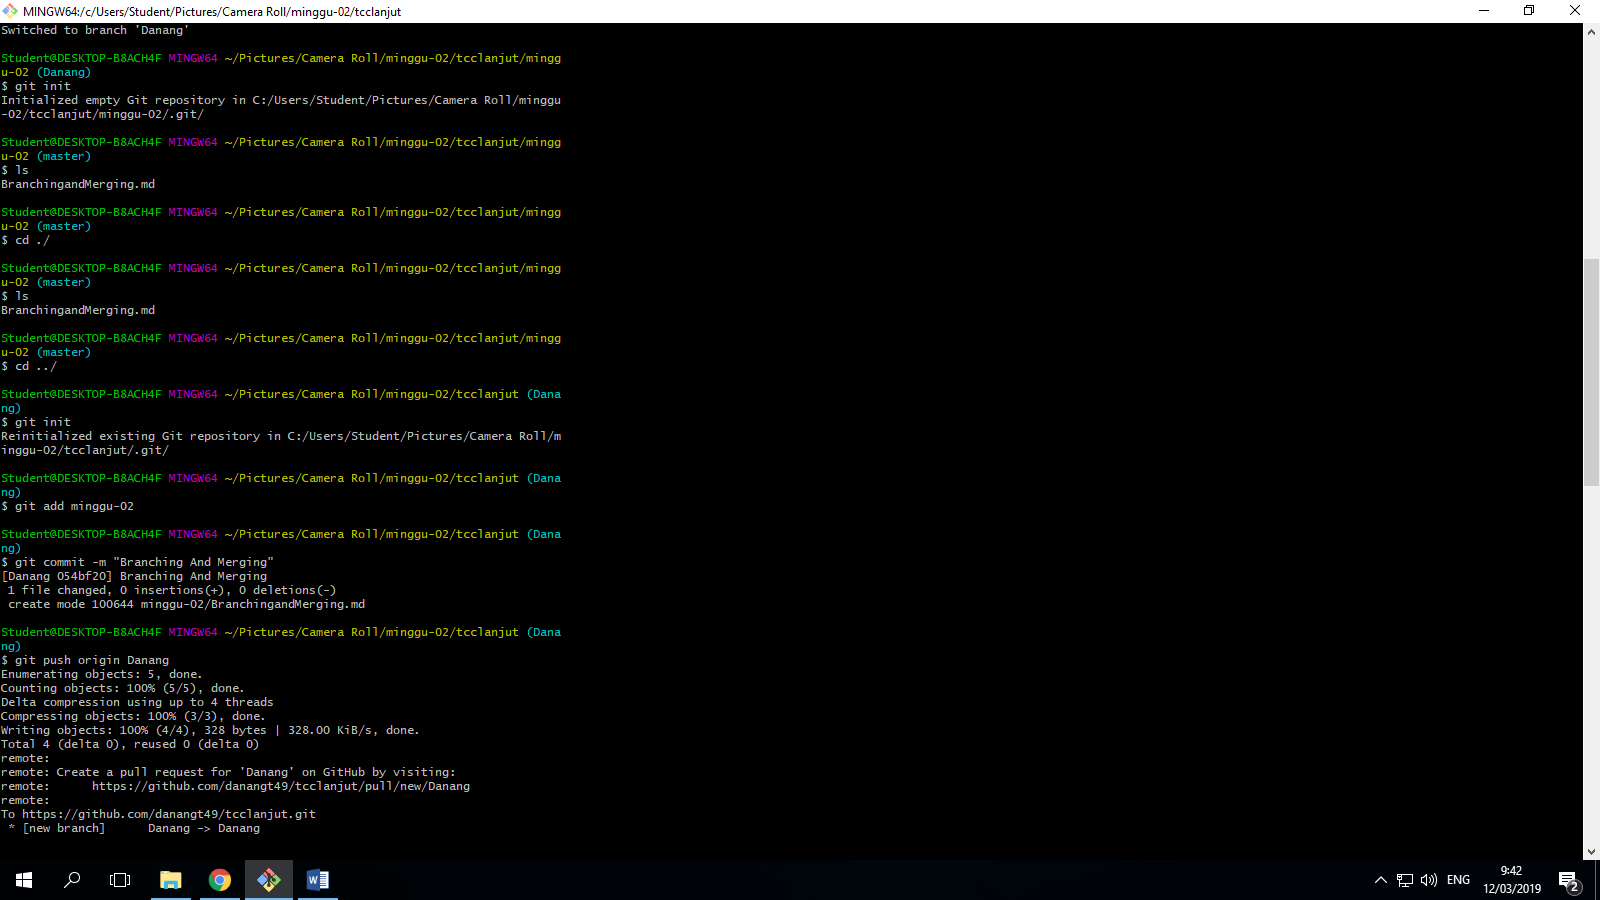 MINGW64:/c/Users/Student/Pictures/Camera Roll/minggu-02/tcclanjut
Switched to branch 'Danang'
Student@DESKTOP-B8ACH4F MINGW64 ~/Pictures/Camera Roll/minggu-02/tcclanjut/mingg
u-02 (Danang)
$ git init
Initialized empty Git repository in C:/Users/Student/Pictures/Camera Roll/minggu
-02/tcclanjut/minggu-02/.git/
Student@DESKTOP-B8ACH4F MINGW64 ~/Pictures/Camera Roll/minggu-02/tcclanjut/mingg
u-02 (master)
$ ls
BranchingandMerging.md
Student@DESKTOP-B8ACH4F MINGW64 ~/Pictures/Camera Roll/minggu-02/tcclanjut/mingg
u-02 (master)
$ cd ./
Student@DESKTOP-B8ACH4F MINGW64 ~/Pictures/Camera Roll/minggu-02/tcclanjut/mingg
u-02 (master)
$ ls
BranchingandMerging.md
Student@DESKTOP-B8ACH4F MINGW64 ~/Pictures/Camera Roll/minggu-02/tcclanjut/mingg
u-02 (master)
$ cd ../
Student@DESKTOP-B8ACH4F MINGW64 ~/Pictures/Camera Roll/minggu-02/tcclanjut (Dana
ng)
$ git init
Reinitialized existing Git repository in C:/Users/Student/Pictures/Camera Roll/m
inggu-02/tcclanjut/.git/
Student@DESKTOP-B8ACH4F MINGW64 ~/Pictures/Camera Roll/minggu-02/tcclanjut (Dana
ng)
$ git add minggu-02
Student@DESKTOP-B8ACH4F MINGW64 ~/Pictures/Camera Roll/minggu-02/tcclanjut (Dana
ng)
$ git commit -m "Branching And Merging"
[Danang 054bf20] Branching And Merging
 1 file changed, 0 insertions(+), 0 deletions(-)
 create mode 100644 minggu-02/BranchingandMerging.md
Student@DESKTOP-B8ACH4F MINGW64 ~/Pictures/Camera Roll/minggu-02/tcclanjut (Dana
ng)
$ git push origin Danang
Enumerating objects: 5, done.
Counting objects: 100% (5/5), done.
Delta compression using up to 4 threads
Compressing objects: 100% (3/3), done.
Writing objects: 100% (4/4), 328 bytes | 328.00 KiB/s, done.
Total 4 (delta 0), reused 0 (delta 0)
remote:
remote: Create a pull request for 'Danang' on GitHub by visiting:
remote:      https://github.com/danangt49/tcclanjut/pull/new/Danang
remote:
To https://github.com/danangt49/tcclanjut.git
 * [new branch]      Danang -> Danang
ENG
9:42
12/03/2019
2